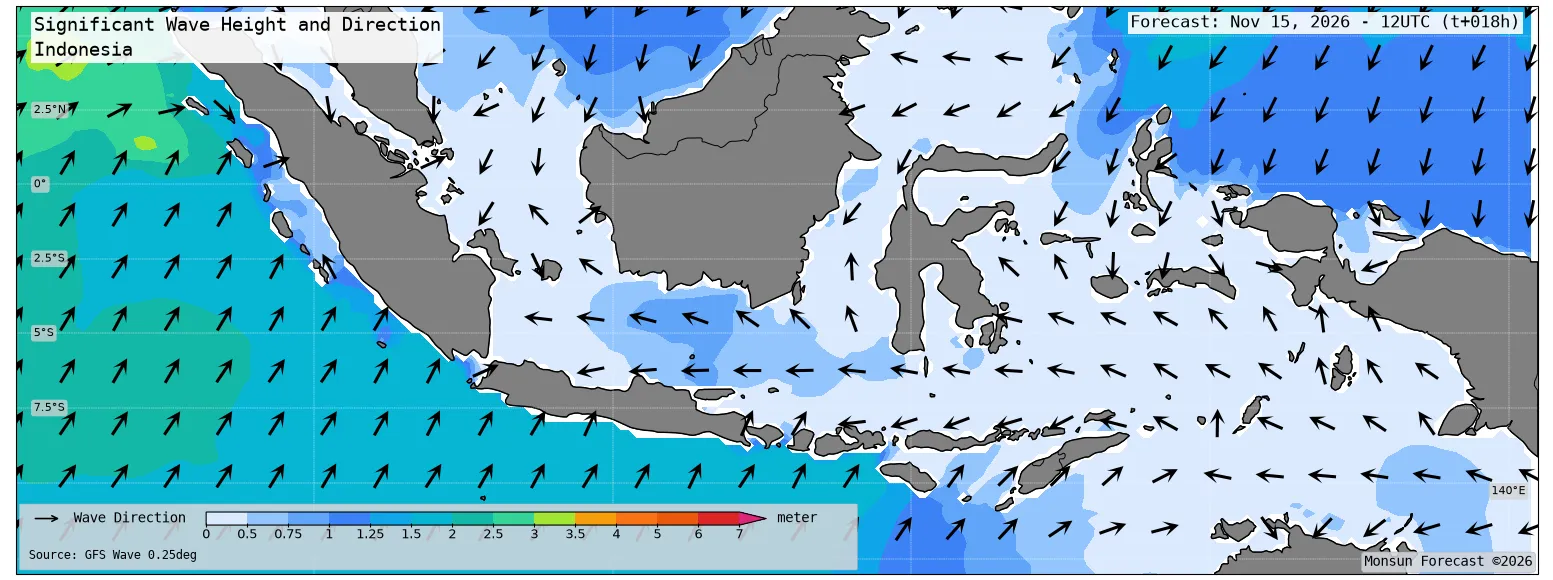 Significant Wave Height and Direction
Indonesia
Forecast: Nov 15, 2026 - 12UTC (t+018h)
2.5°N
0°
2.5°S
5°S
7.5°S
140°E
Wave Direction
0 0.5 0.75 1 1.25 1.5 2 2.5 3 3.5 4 5 6 7
meter
Source: GFS Wave 0.25deg
Monsun Forecast ©2026